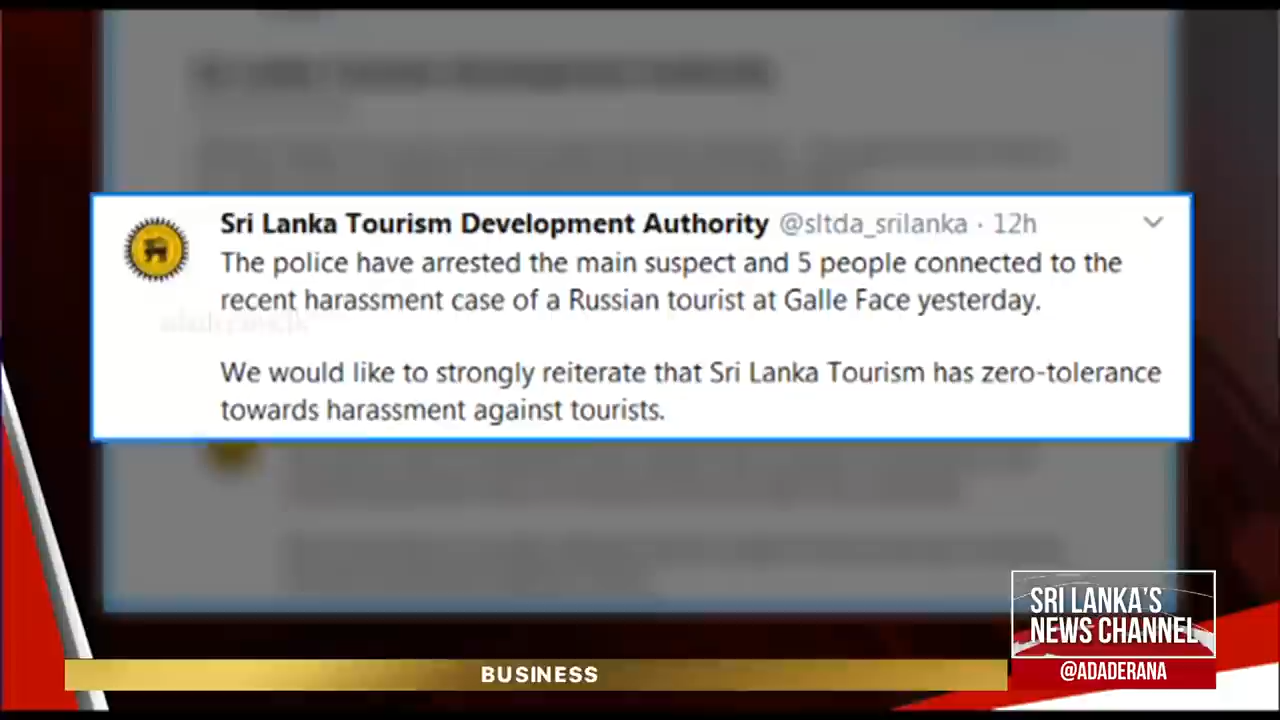 Sri Lanka Tourism Development Authority @sltda_srilanka · 12h
The police have arrested the main suspect and 5 people connected to the
recent harassment case of a Russian tourist at Galle Face yesterday.
We would like to strongly reiterate that Sri Lanka Tourism has zero-tolerance
towards harassment against tourists.
SRI LANKA'S
NEWS CHANNEL
@ADADERANA
BUSINESS